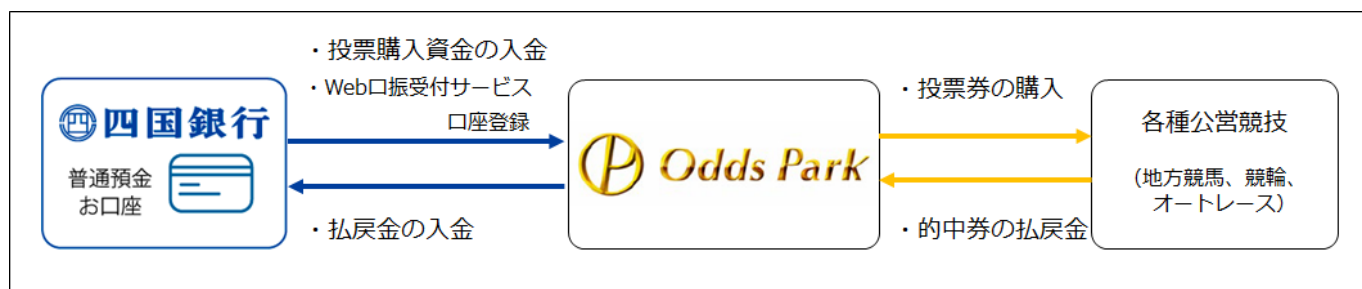 ・投票購入資金の入金
・Web口振受付サービス
口座登録
四国銀行
普通預金
お口座
・払戻金の入金
Odds Park
・投票券の購入
・的中券の払戻金
各種公営競技
(地方競馬、競輪、
オートレース)